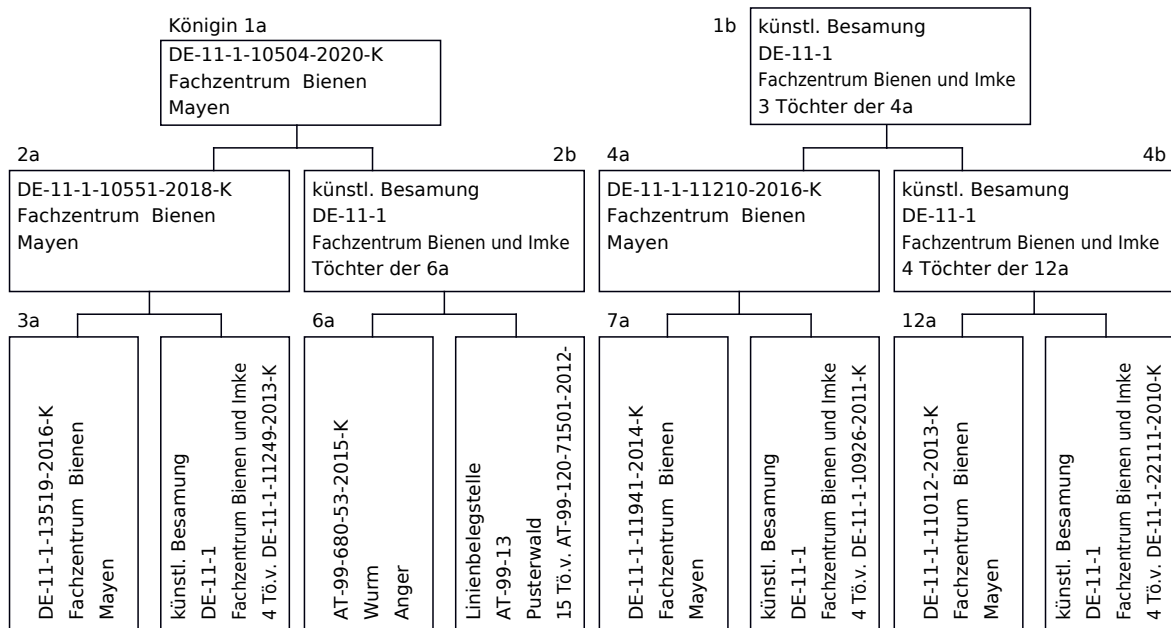 Königin 1a
DE-11-1-10504-2020-K
Fachzentrum Bienen
Mayen
1b
künstl. Besamung
DE-11-1
Fachzentrum Bienen und Imke
3 Töchter der 4a
2a
DE-11-1-10551-2018-K
Fachzentrum Bienen
Mayen
2b
künstl. Besamung
DE-11-1
Fachzentrum Bienen und Imke
Töchter der 6a
4a
DE-11-1-11210-2016-K
Fachzentrum Bienen
Mayen
4b
künstl. Besamung
DE-11-1
Fachzentrum Bienen und Imke
4 Töchter der 12a
3a
DE-11-1-13519-2016-K
Fachzentrum Bienen
Mayen
künstl. Besamung
DE-11-1
Fachzentrum Bienen und Imke
4 Tö.v. DE-11-1-11249-2013-K
6a
AT-99-680-53-2015-K
Wurm
Anger
Linienbelegstelle
AT-99-13
Pusterwald
15 Tö.v. AT-99-120-71501-2012-
7a
DE-11-1-11941-2014-K
Fachzentrum Bienen
Mayen
künstl. Besamung
DE-11-1
Fachzentrum Bienen und Imke
4 Tö.v. DE-11-1-10926-2011-K
12a
DE-11-1-11012-2013-K
Fachzentrum Bienen
Mayen
künstl. Besamung
DE-11-1
Fachzentrum Bienen und Imke
4 Tö.v. DE-11-1-22111-2010-K